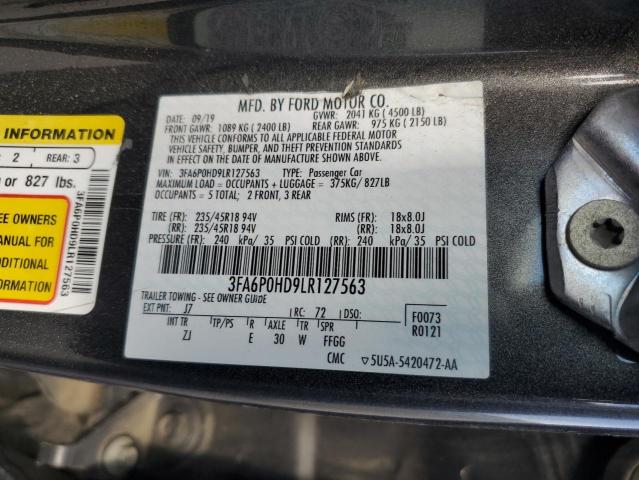 MFD. BY FORD MOTOR CO.
DATE: 09/19 GVWR: 2041 KG ( 4500 LB)
FRONT GAWR: 1089 KG ( 2400 LB) REAR GAWR: 975 KG ( 2150 LB)
THIS VEHICLE CONFORMS TO ALL APPLICABLE FEDERAL MOTOR
VEHICLE SAFETY, BUMPER, AND THEFT PREVENTION STANDARDS
IN EFFECT ON THE DATE OF MANUFACTURE SHOWN ABOVE.
VIN: 3FA6P0HD9LR127563 TYPE: Passenger Car
MAXIMUM LOAD = OCCUPANTS + LUGGAGE = 375KG/ 827LB
OCCUPANTS = 5 TOTAL; 2 FRONT, 3 REAR
TIRE (FR): 235/45R18 94V RIMS (FR): 18x8.0J
(RR): 235/45R18 94V (RR): 18x8.0J
PRESSURE (FR): 240 kPa/ 35 PSI COLD (RR): 240 kPa/ 35 PSI COLD
3FA6P0HD9LR127563
TRAILER TOWING - SEE OWNER GUIDE
EXT PNT: J7 RC: 72 DSO: F0073
INT TR TP/PS R AXLE TR SPR R0121
ZJ E 30 W FFGG
CMC 5U5A-5420472-AA
INFORMATION
: 2 REAR: 3
or 827 lbs.
SEE OWNERS
MANUAL FOR
ADDITIONAL
INFORMATION
3FA6P0HD9LR127563